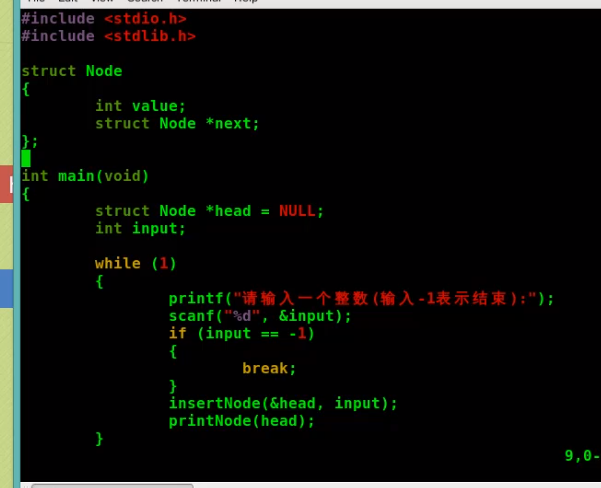 #include <stdio.h>
#include <stdlib.h>
struct Node
{
int value;
struct Node *next;
};
int main(void)
{
struct Node *head = NULL;
int input;
while (1)
{
printf("请输入一个整数(输入-1表示结束):");
scanf("%d", &input);
if (input == -1)
{
break;
}
insertNode(&head, input);
printNode(head);
}
9,0-